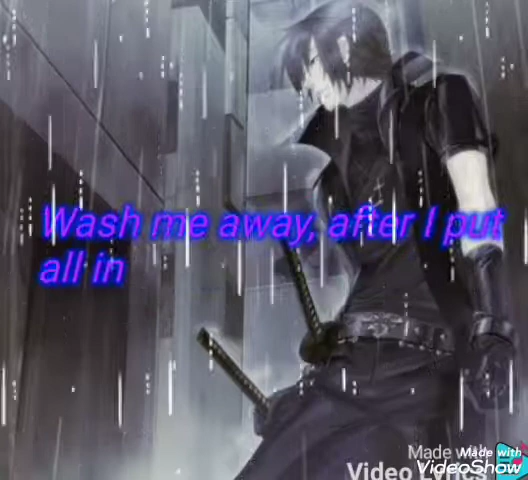 Wash me away, after I put
all in
Made with
Video Lyrics
Made with
VideoShow